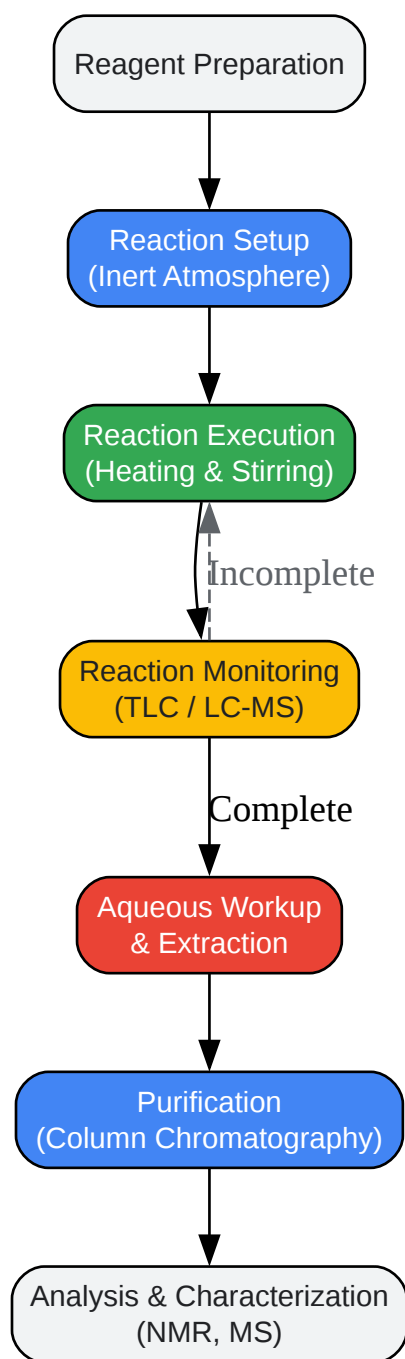 Reagent Preparation
Reaction Setup
(Inert Atmosphere)
Reaction Execution
(Heating & Stirring)
Incomplete
Reaction Monitoring
(TLC / LC-MS)
Complete
Aqueous Workup
& Extraction
Purification
(Column Chromatography)
Analysis & Characterization
(NMR, MS)